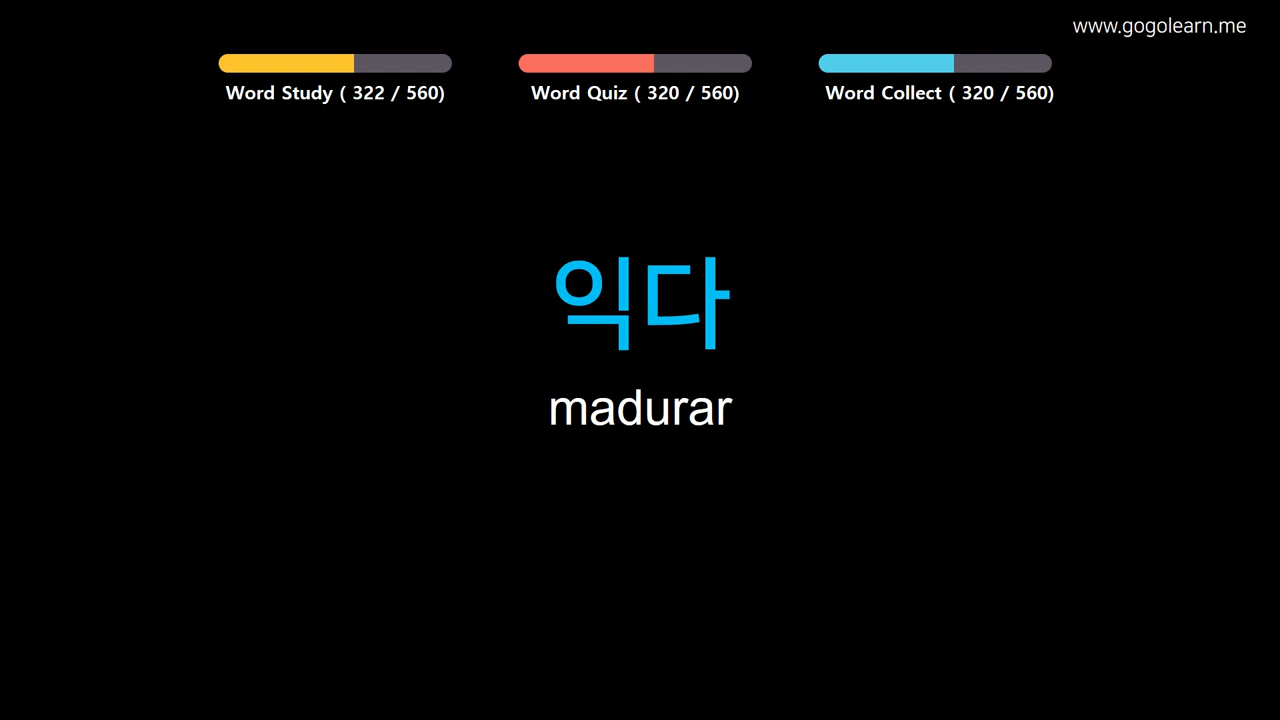 www.gogolearn.me
Word Study ( 322 / 560)
Word Quiz ( 320 / 560)
Word Collect ( 320 / 560)
익다
madurar